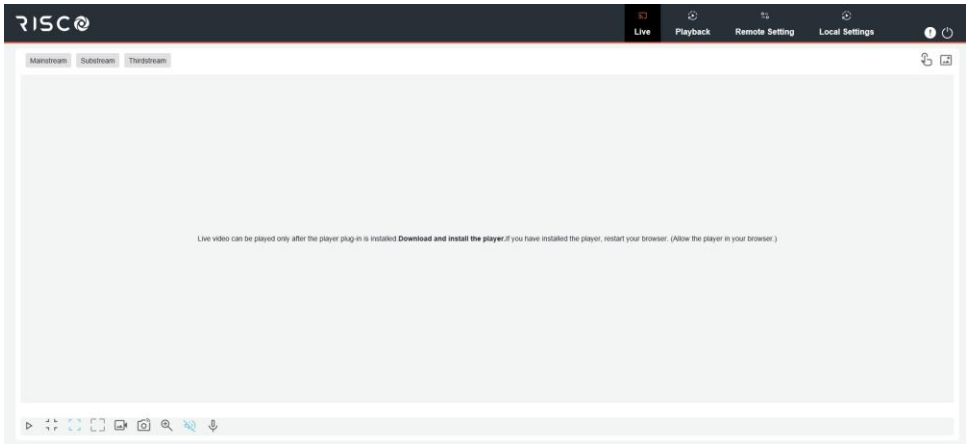 RISCO
Live Playback Remote Setting Local Settings
Mainstream Substream Thirdstream
Live video can be played only after the player plug-in is installed.Download and install the player.If you have installed the player, restart your browser. (Allow the player in your browser.)